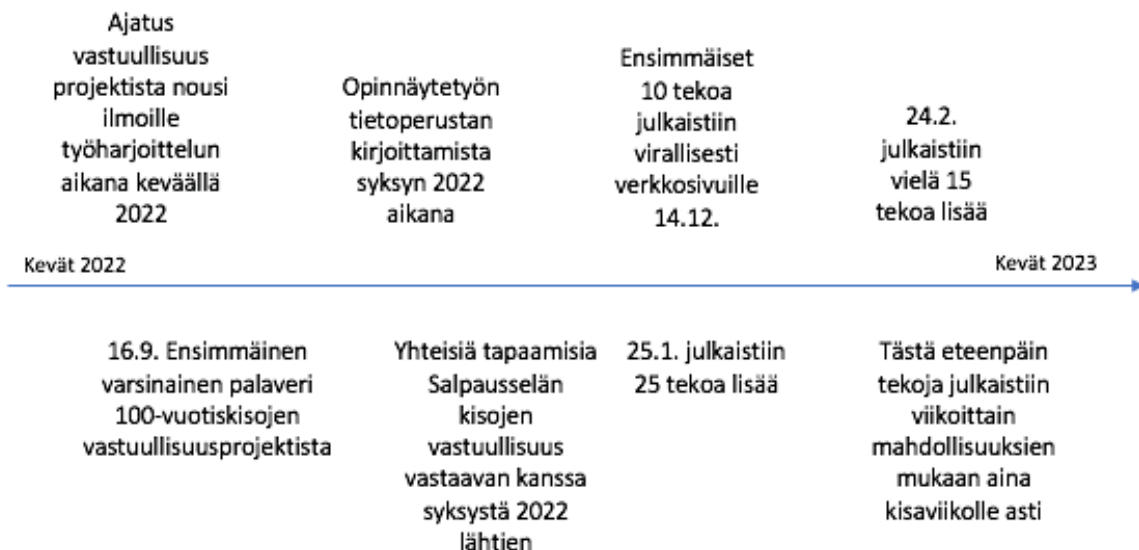 Ajatus
vastuullisuus
projektista nousi
ilmoille
työharjoittelun
aikana keväällä
2022
Opinnäytetyön
tietoperustan
kirjoittamista
syksyn 2022
aikana
Ensimmäiset
10 tekoa
julkaistiin
virallisesti
verkkosivuille
14.12.
24.2.
julkaistiin
vielä 15
tekoa lisää
Kevät 2022
Kevät 2023
16.9. Ensimmäinen
varsinainen palaveri
100-vuotiskisojen
vastuullisuusprojektista
Yhteisiä tapaamisia
Salpausselän
kisojen
vastuullisuus
vastaavan kanssa
syksystä 2022
lähtien
25.1. julkaistiin
25 tekoa lisää
Tästä eteenpäin
tekoja julkaistiin
viikoittain
mahdollisuuksien
mukaan aina
kisaviikolle asti